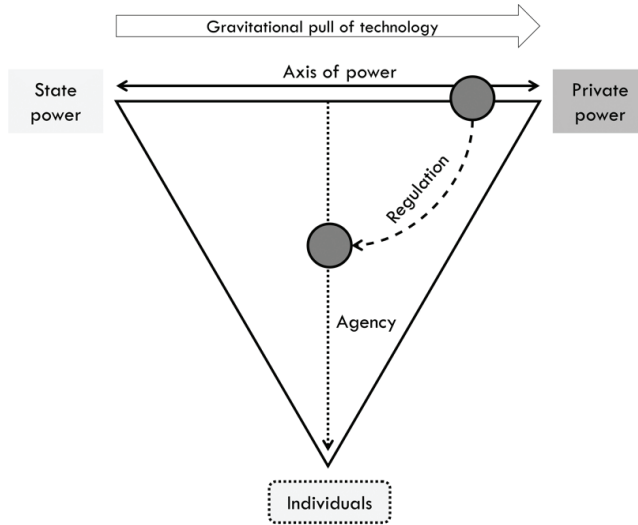 Gravitational pull of technology
Axis of power
State
power
Private
power
Regulation
Agency
Individuals